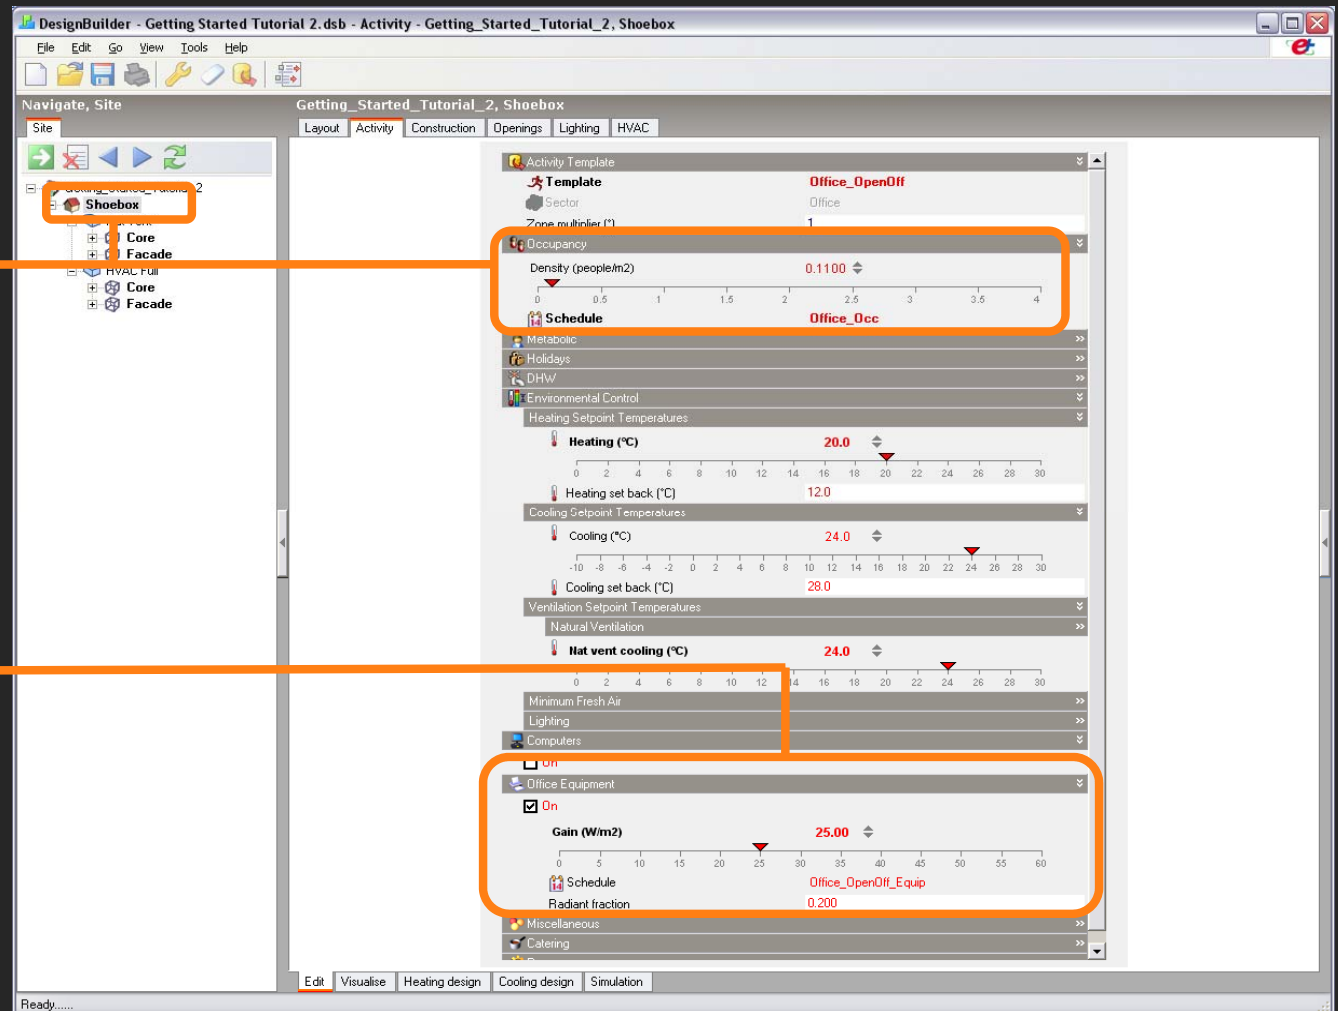 DesignBuilder - Getting Started Tutorial 2.dsb - Activity - Getting_Started_Tutorial_2, Shoebox
File Edit Go View Tools Help
Navigate, Site
Site
Shoebox
Core
Facade
HVAC Full
Core
Facade
Getting_Started_Tutorial_2, Shoebox
Layout Activity Construction Openings Lighting HVAC
Activity Template
Template Office_OpenOff
Sector Office
Zone multiplier (*) 1
Occupancy
Density (people/m2) 0.1100
0 0.5 1 1.5 2 2.5 3 3.5 4
Schedule Office_Occ
Metabolic
Holidays
DHW
Environmental Control
Heating Setpoint Temperatures
Heating (°C) 20.0
0 2 4 6 8 10 12 14 16 18 20 22 24 26 28 30
Heating set back (°C) 12.0
Cooling Setpoint Temperatures
Cooling (°C) 24.0
-10 -8 -6 -4 -2 0 2 4 6 8 10 12 14 16 18 20 22 24 26 28 30
Cooling set back (°C) 28.0
Ventilation Setpoint Temperatures
Natural Ventilation
Nat vent cooling (°C) 24.0
0 2 4 6 8 10 12 14 16 18 20 22 24 26 28 30
Minimum Fresh Air
Lighting
Computers
On
Office Equipment
On
Gain (W/m2) 25.00
0 5 10 15 20 25 30 35 40 45 50 55 60
Schedule Office_OpenOff_Equip
Radiant fraction 0.200
Miscellaneous
Catering
Edit Visualise Heating design Cooling design Simulation
Ready......